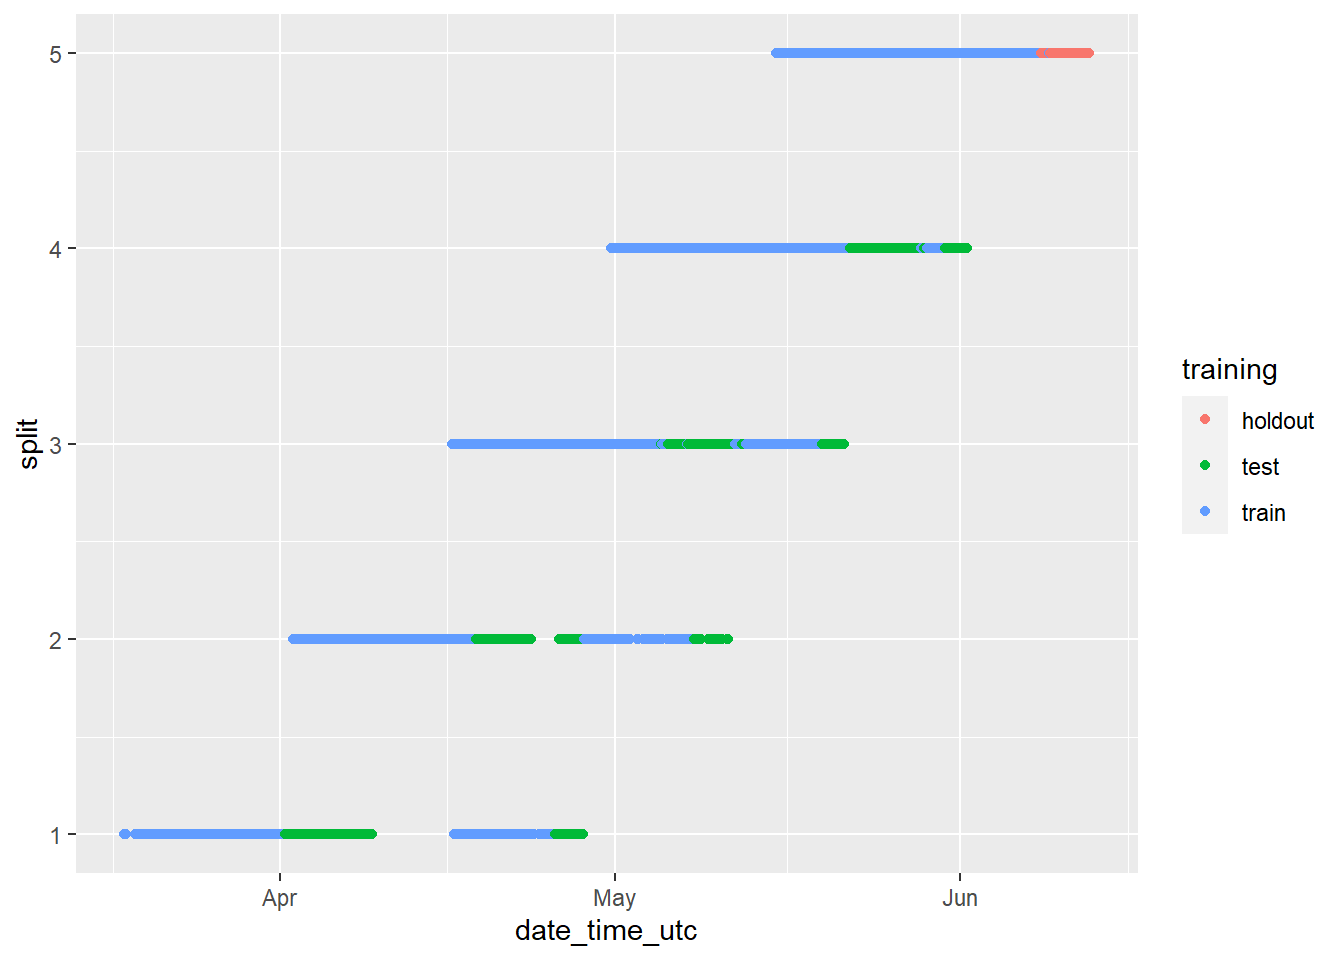 5
4
3
2
1
split
Apr
May
Jun
date_time_utc
training
holdout
test
train